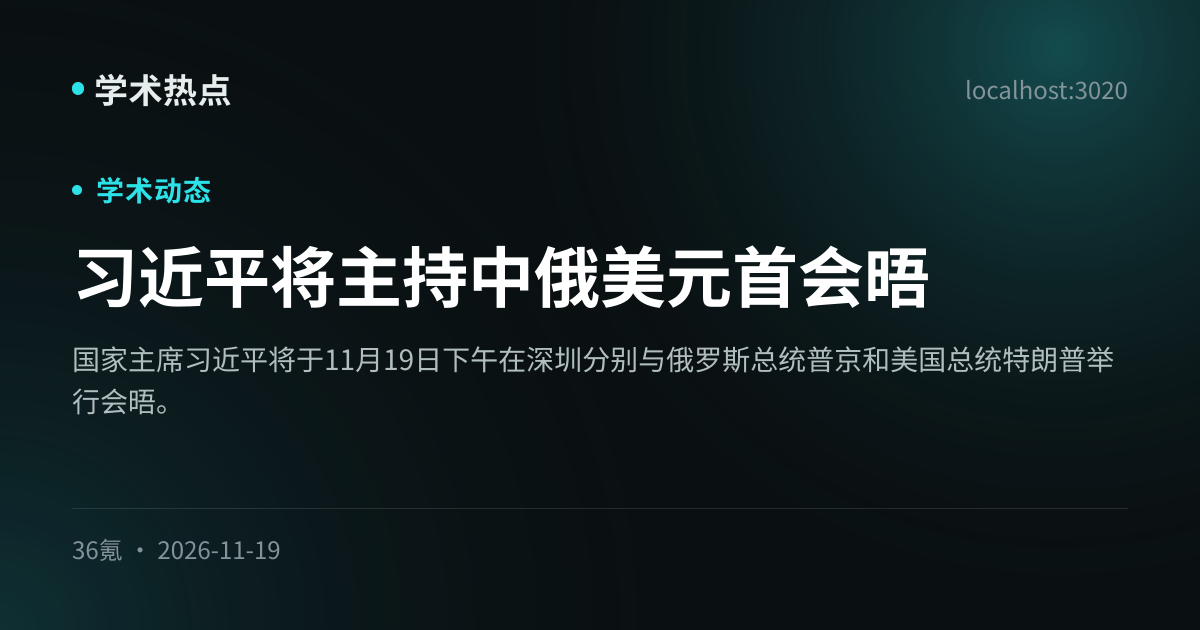 学术热点
localhost:3020
学术动态
习近平将主持中俄美元首会晤
国家主席习近平将于11月19日下午在深圳分别与俄罗斯总统普京和美国总统特朗普举
行会晤。
36氪 · 2026-11-19